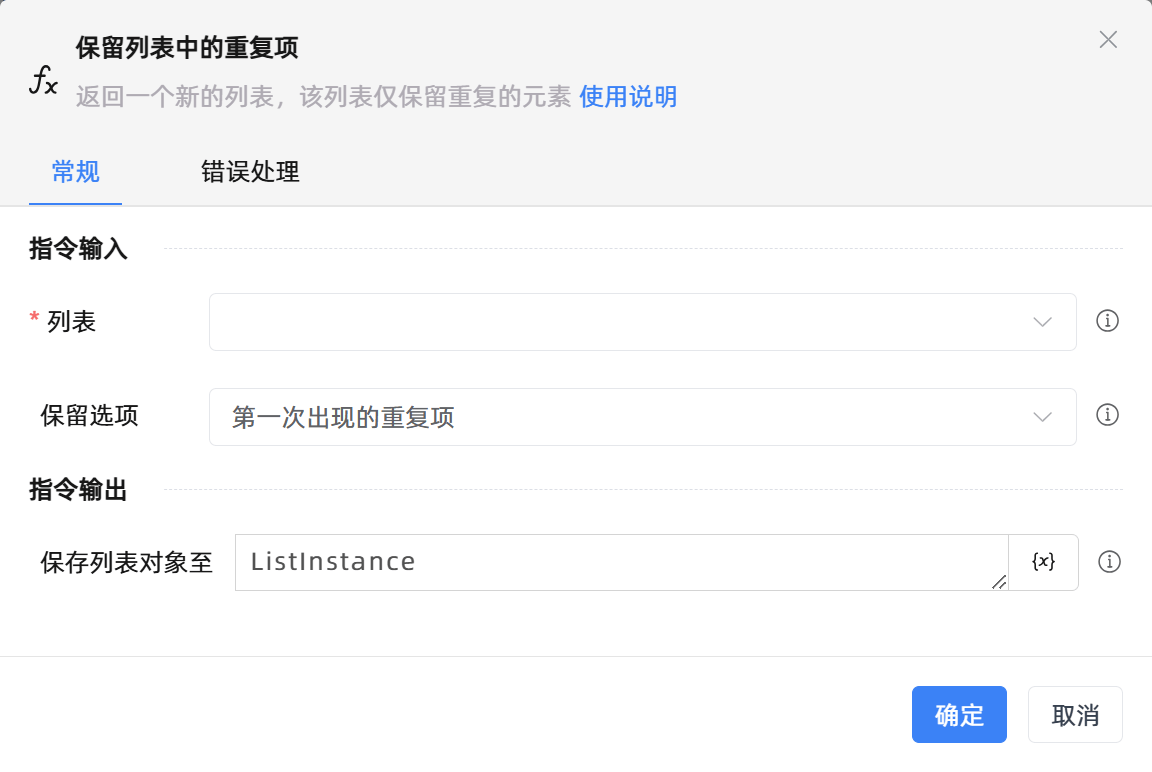 保留列表中的重复项
fx
返回一个新的列表，该列表仅保留重复的元素 使用说明
常规 错误处理
指令输入
* 列表
保留选项 第一次出现的重复项
指令输出
保存列表对象至 ListInstance {x}
确定 取消